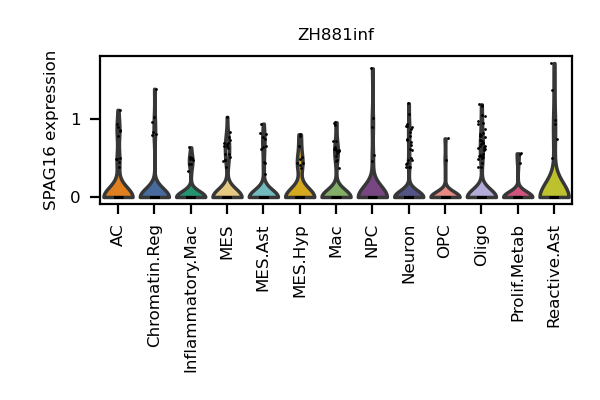 ZH881inf
SPAG16 expression
1
0
AC
Chromatin.Reg
Inflammatory.Mac
MES
MES.Ast
MES.Hyp
Mac
NPC
Neuron
OPC
Oligo
Prolif.Metab
Reactive.Ast